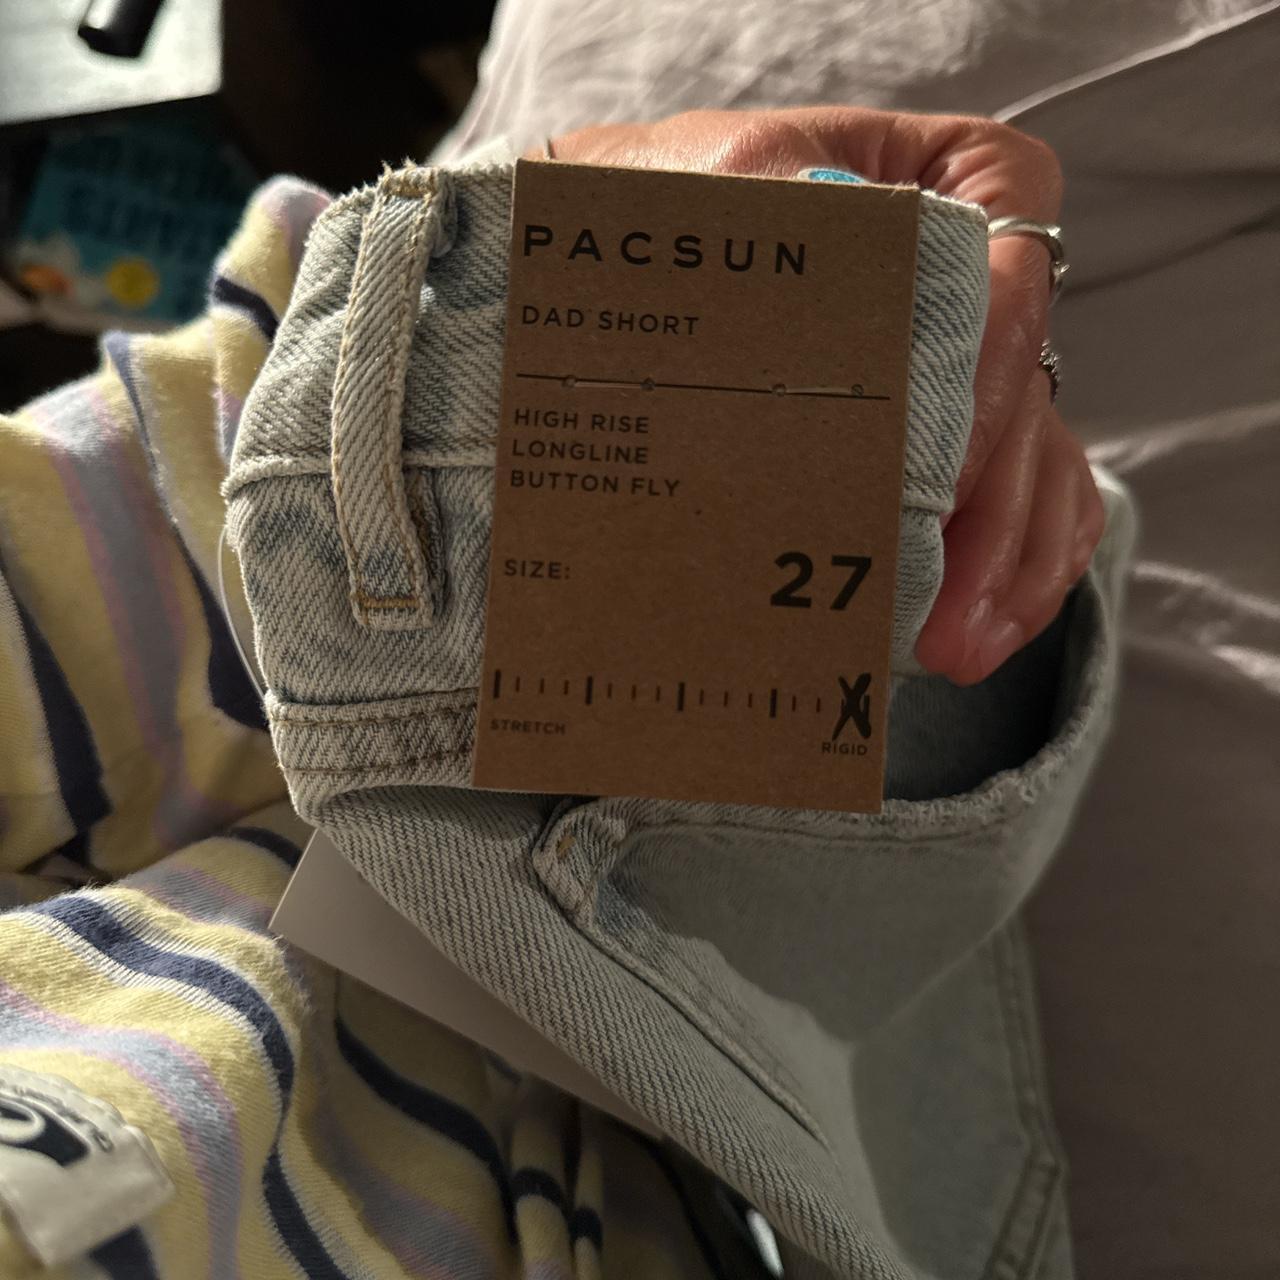 PACSUN
DAD SHORT
HIGH RISE
LONGLINE
BUTTON FLY
SIZE: 27
STRETCH
RIGID